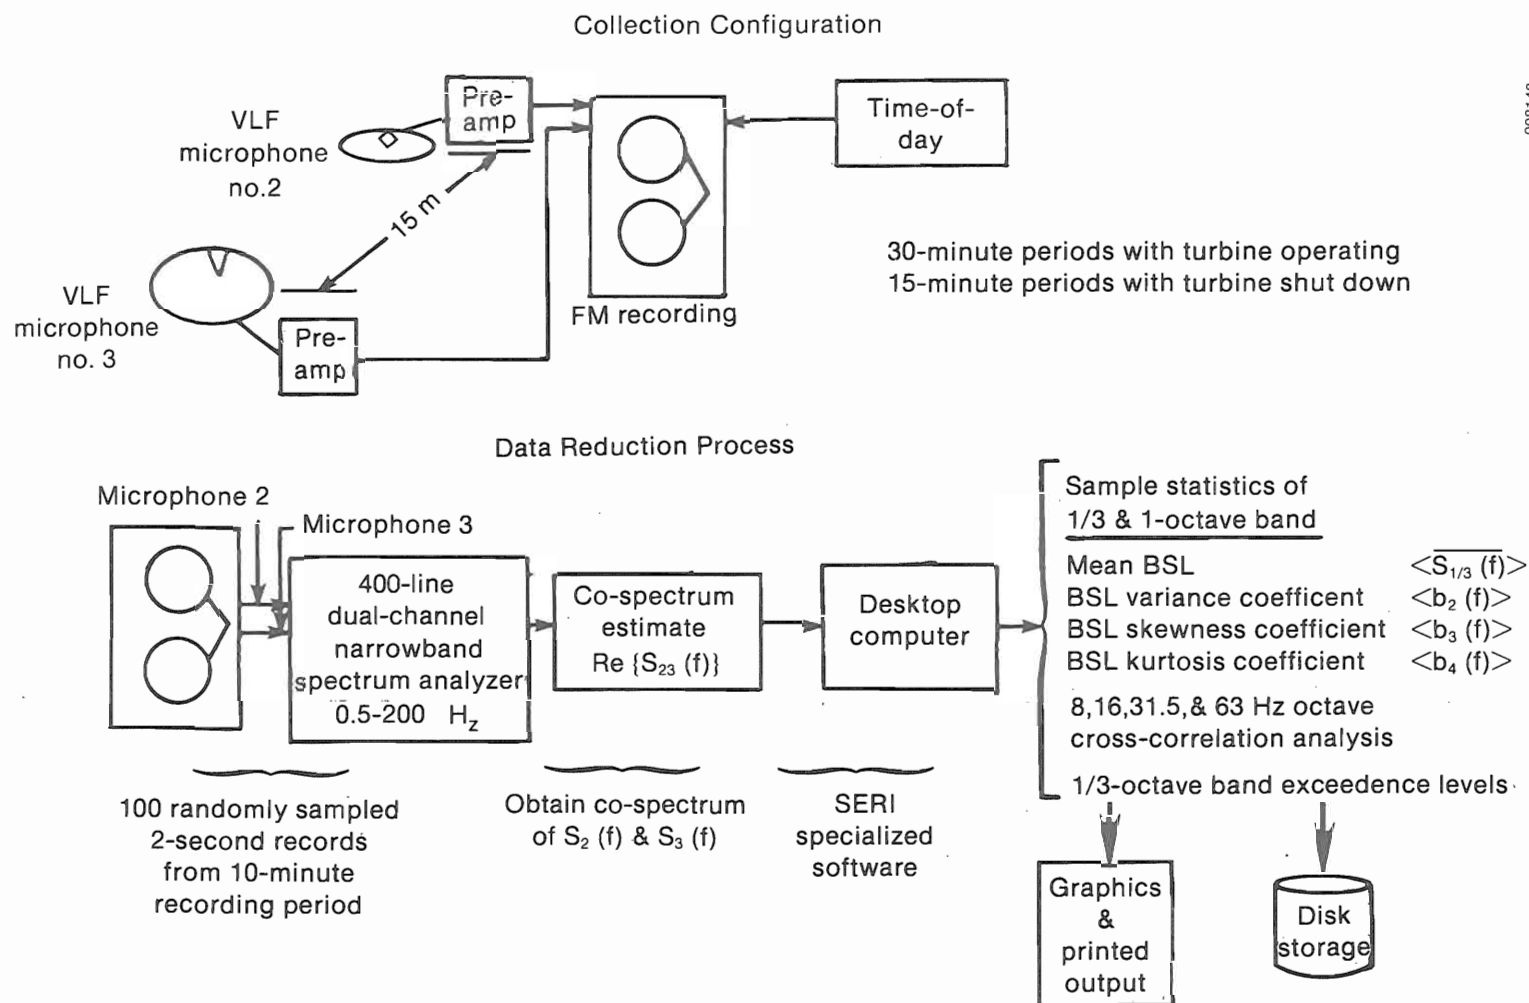 Collection Configuration
VLF
microphone
no.2
Pre-
amp
Time-of-
day
15 m
VLF
microphone
no. 3
Pre-
amp
FM recording
30-minute periods with turbine operating
15-minute periods with turbine shut down
Data Reduction Process
Microphone 2
Microphone 3
400-line
dual-channel
narrowband
spectrum analyzer
0.5-200 Hz
Co-spectrum
estimate
Re {S23 (f)}
Desktop
computer
Sample statistics of
1/3 & 1-octave band
Mean BSL <S1/3 (f)>
BSL variance coefficent <b2 (f)>
BSL skewness coefficient <b3 (f)>
BSL kurtosis coefficient <b4 (f)>
8,16,31.5,& 63 Hz octave
cross-correlation analysis
1/3-octave band exceedence levels
100 randomly sampled
2-second records
from 10-minute
recording period
Obtain co-spectrum
of S2 (f) & S3 (f)
SERI
specialized
software
Graphics
&
printed
output
Disk
storage